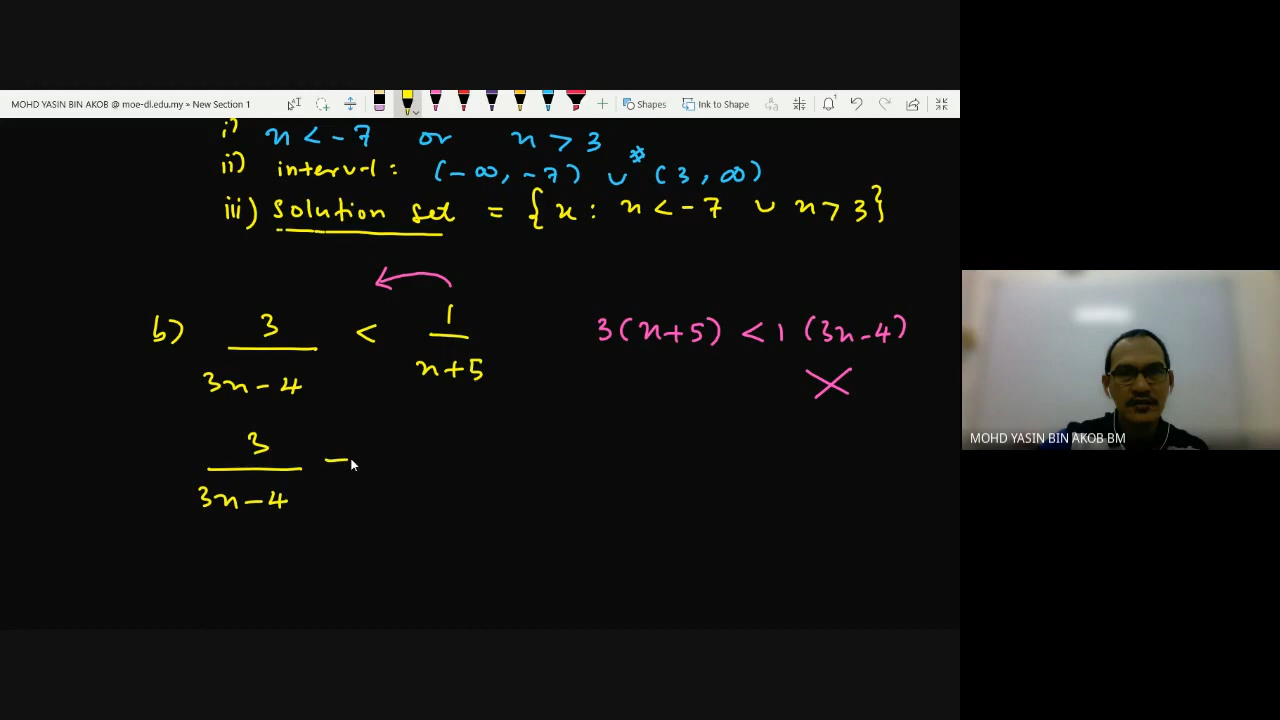 MOHD YASIN BIN AKOB @ moe-dl.edu.my » New Section 1
Shapes
Ink to Shape
i) x < -7 or x > 3
ii) interval : (-∞, -7) ∪ * (3, ∞)
iii) solution set = {x : x < -7 ∪ x > 3}
b) 3/(3x-4) < 1/(x+5) 3(x+5) < 1 (3x-4)
3/(3x-4) -
MOHD YASIN BIN AKOB BM